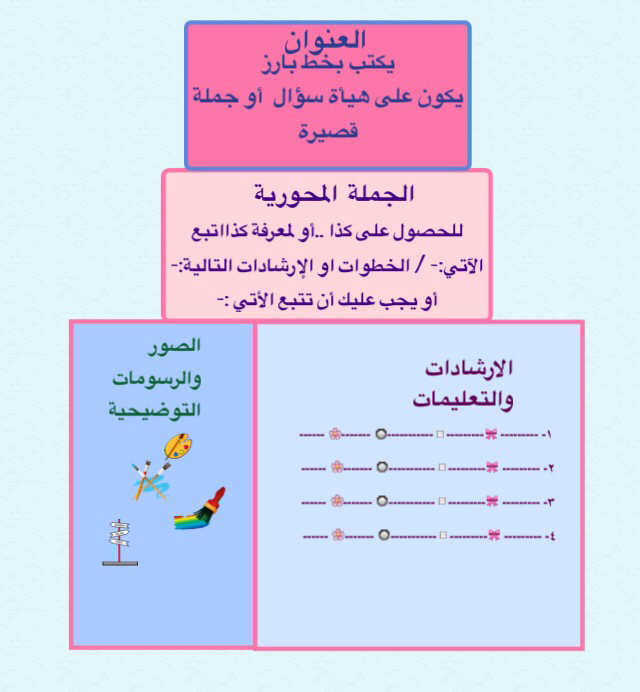 العنوان
يكتب بخط بارز
يكون على هيأة سؤال أو جملة
قصيرة
الجملة المحورية
للحصول على كذا ..أو لمعرفة كذااتبع
الآتي:- / الخطوات او الإرشادات التالية:-
أو يجب عليك أن تتبع الأتي :-
الارشادات
والتعليمات
١- --------- --------- ----------- ------ ------
٢- --------- --------- ----------- ------ ------
٣- --------- --------- ----------- ------ ------
٤- --------- --------- ----------- ------ ------
الصور
والرسومات
التوضيحية